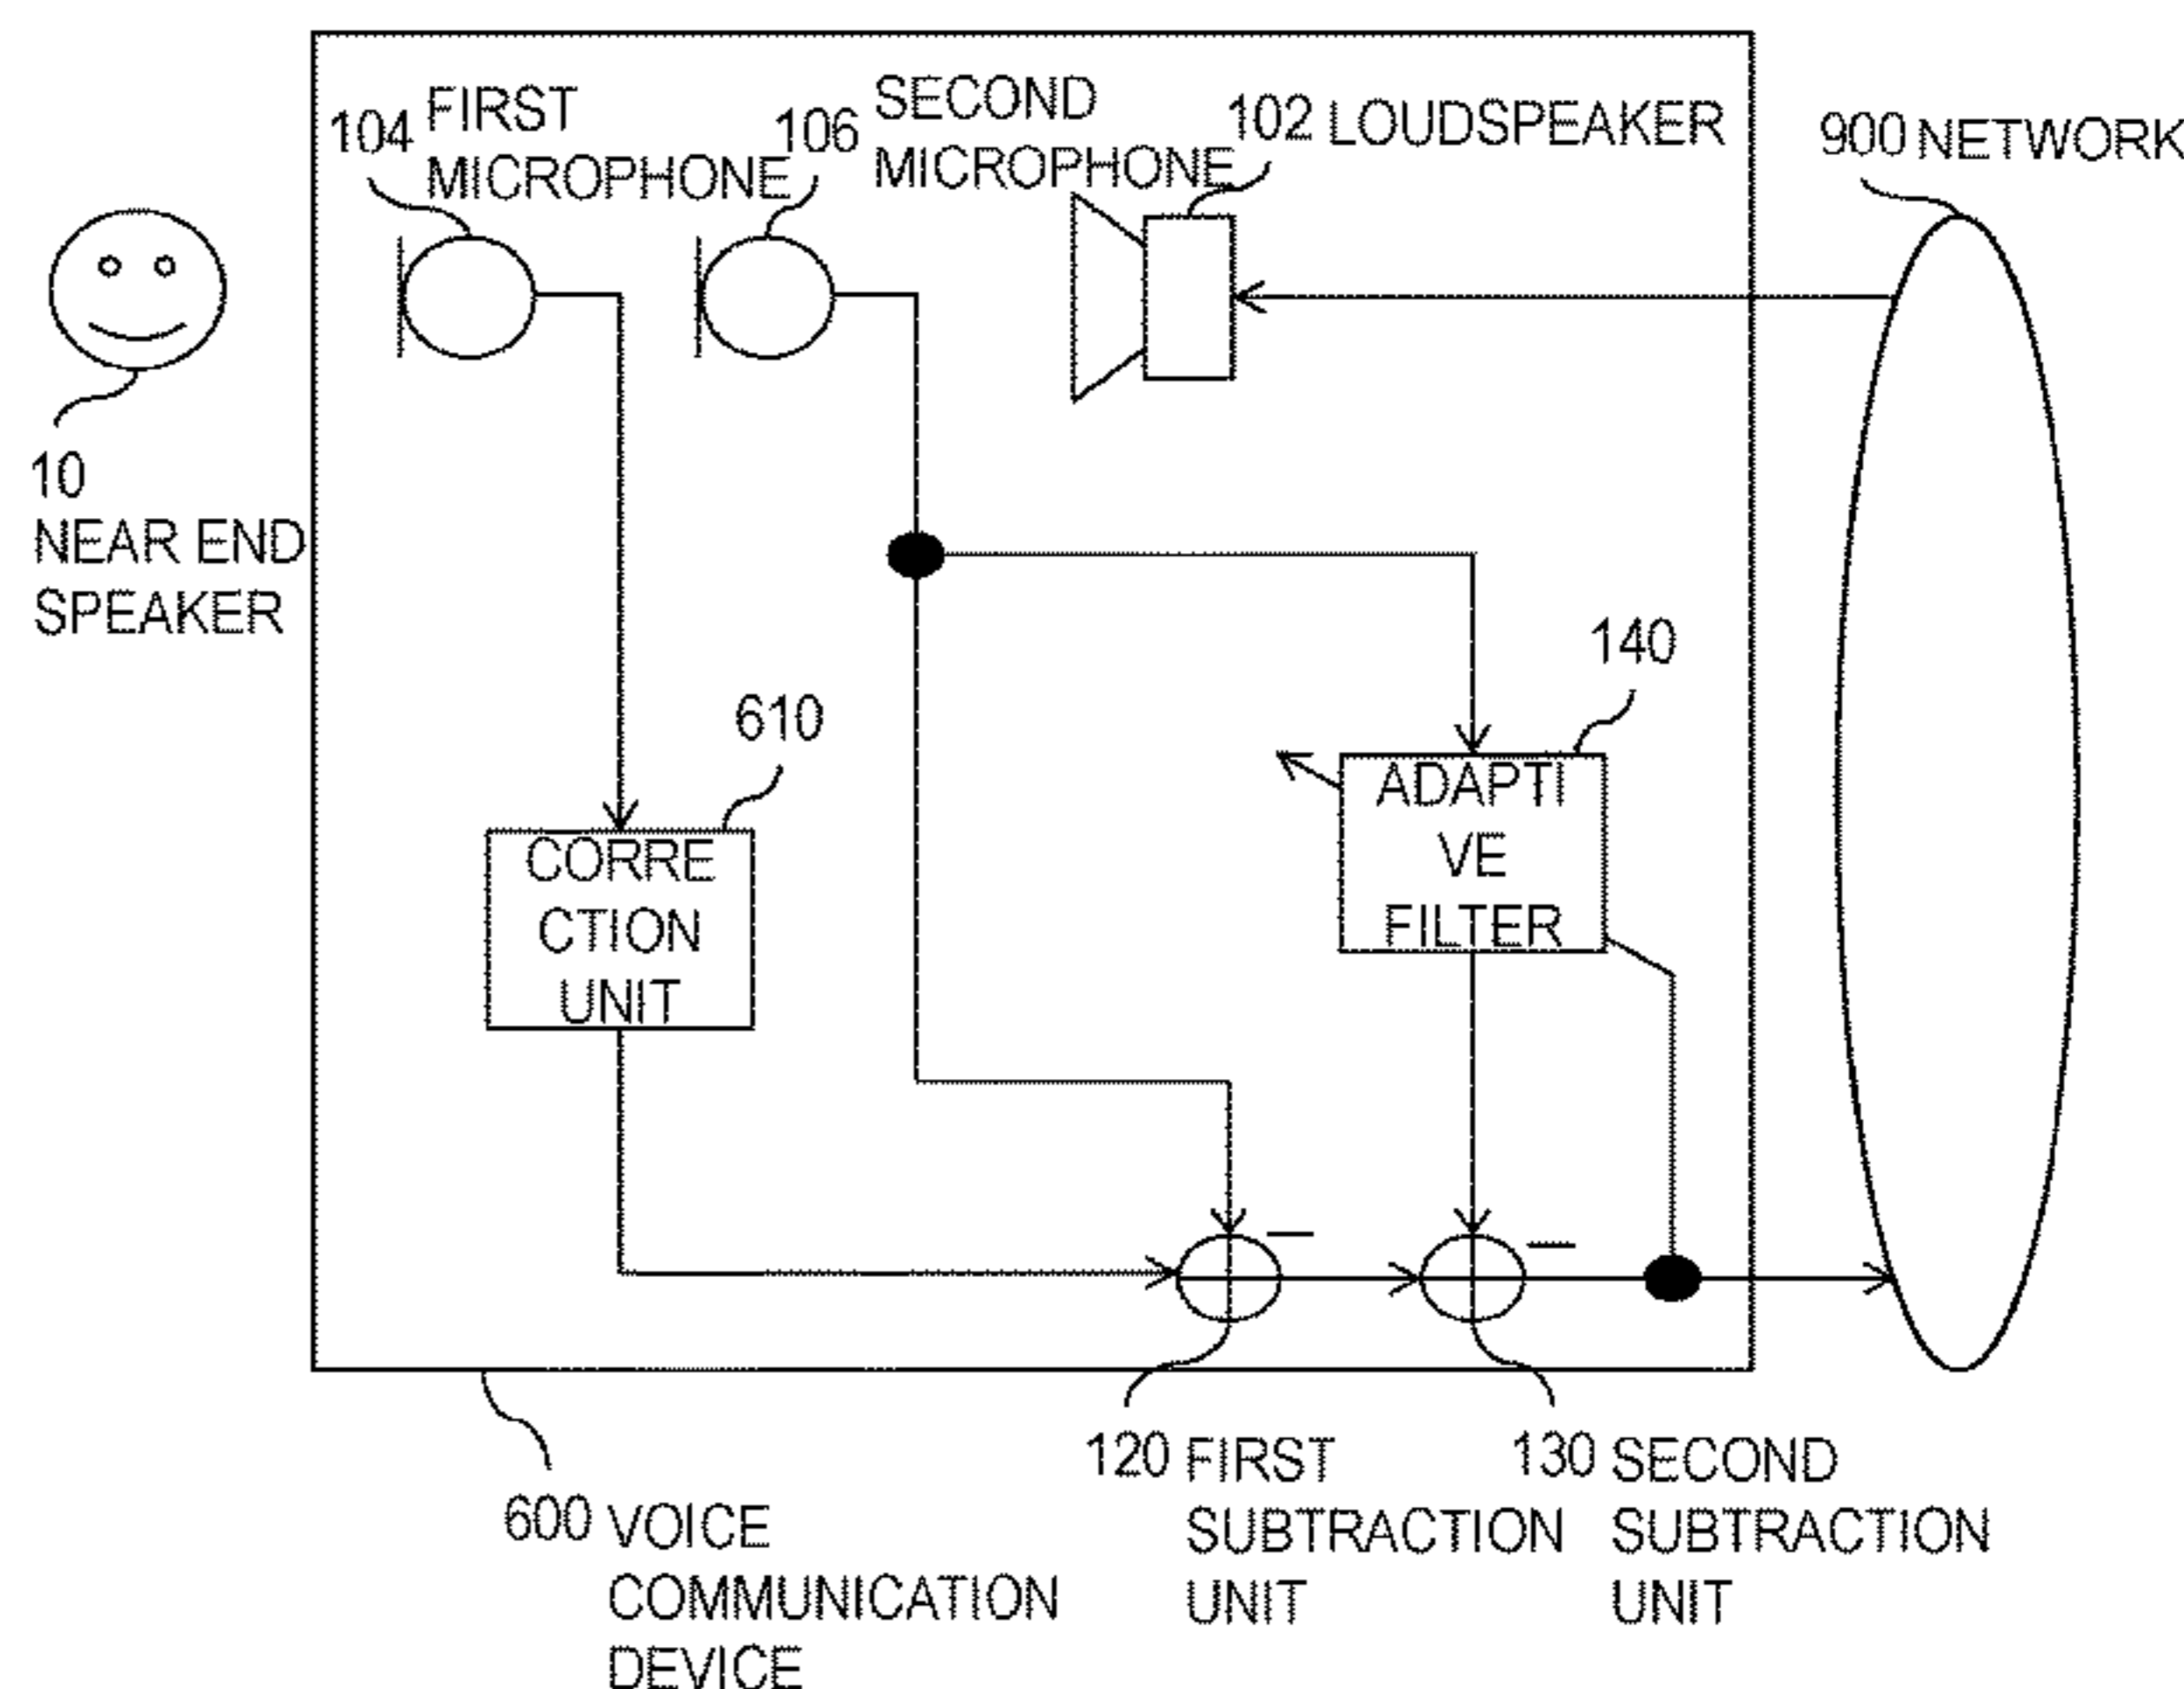 104 FIRST
MICROPHONE
106 SECOND
MICROPHONE
102 LOUDSPEAKER
900 NETWORK
10
NEAR END
SPEAKER
610
CORRE
CTION
UNIT
140
ADAPTI
VE
FILTER
120 FIRST
SUBTRACTION
UNIT
130 SECOND
SUBTRACTION
UNIT
600 VOICE
COMMUNICATION
DEVICE